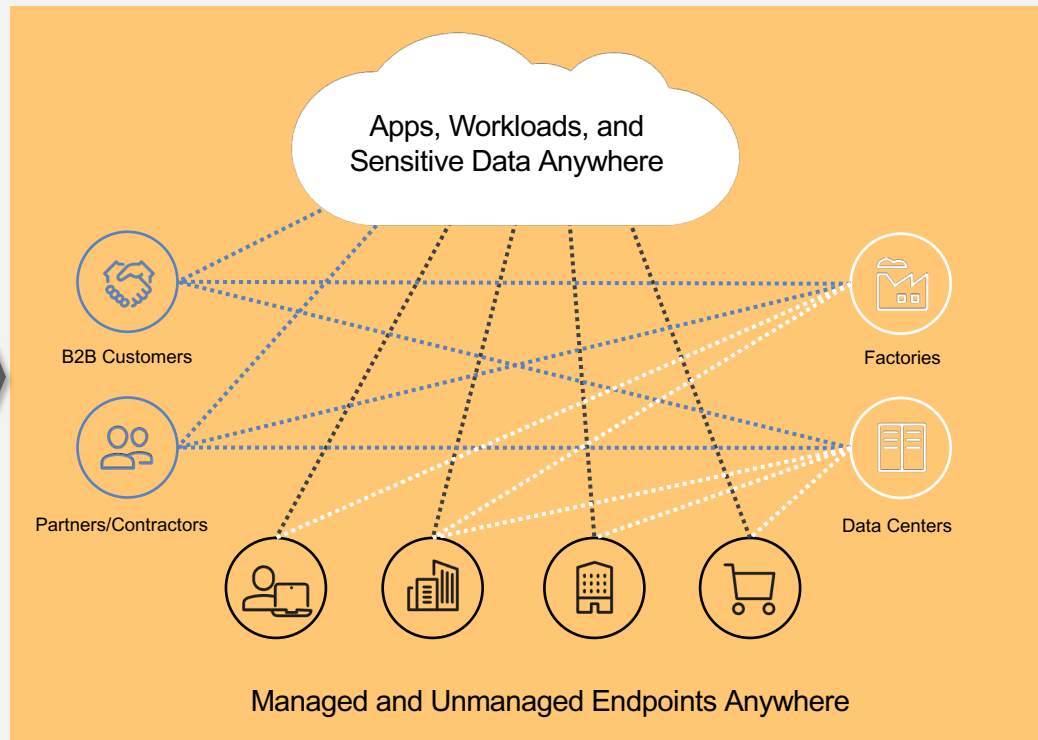 Apps, Workloads, and
Sensitive Data Anywhere
B2B Customers
Factories
Partners/Contractors
Data Centers
Managed and Unmanaged Endpoints Anywhere